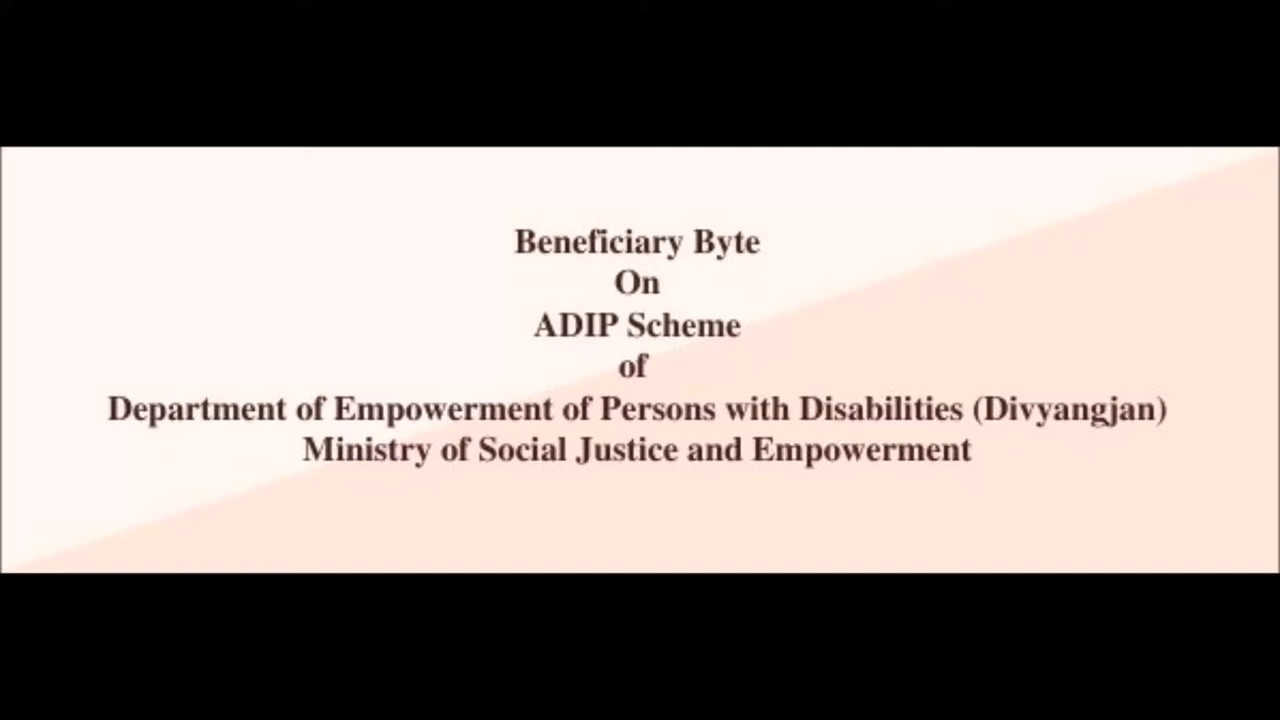 Beneficiary Byte
On
ADIP Scheme
of
Department of Empowerment of Persons with Disabilities (Divyangjan)
Ministry of Social Justice and Empowerment